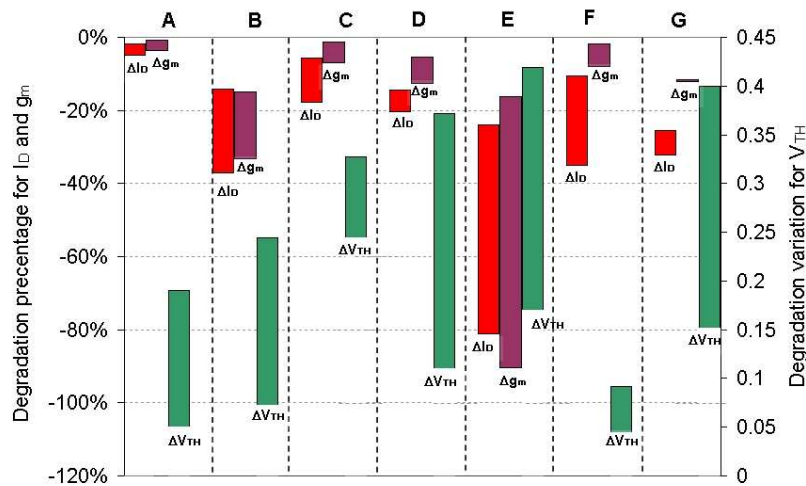 A B C D E F G
Degradation precentage for ID and gm
0%
-20%
-40%
-60%
-80%
-100%
-120%
ΔID
Δgm
ΔVTH
ΔID
Δgm
ΔVTH
ΔID
Δgm
ΔVTH
ΔID
Δgm
ΔVTH
ΔID
Δgm
ΔVTH
ΔID
Δgm
ΔVTH
ΔID
Δgm
ΔVTH
0.45
0.4
0.35
0.3
0.25
0.2
0.15
0.1
0.05
0
Degradation variation for VTH